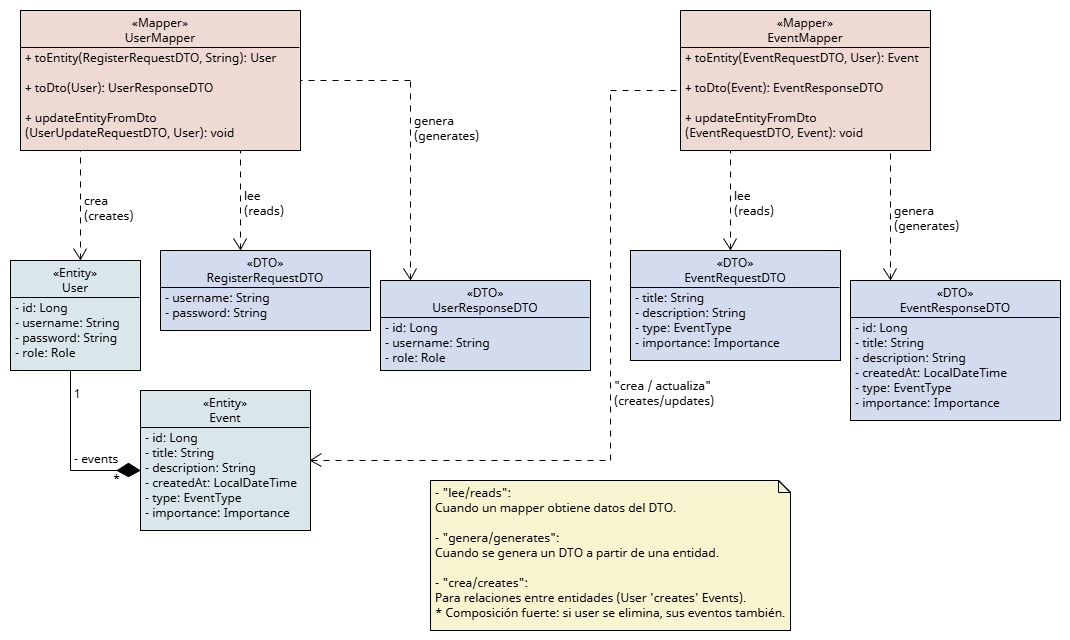 «Mapper»
UserMapper
+ toEntity(RegisterRequestDTO, String): User
+ toDto(User): UserResponseDTO
+ updateEntityFromDto
(UserUpdateRequestDTO, User): void
«Mapper»
EventMapper
+ toEntity(EventRequestDTO, User): Event
+ toDto(Event): EventResponseDTO
+ updateEntityFromDto
(EventRequestDTO, Event): void
genera
(generates)
crea
(creates)
lee
(reads)
lee
(reads)
genera
(generates)
«Entity»
User
- id: Long
- username: String
- password: String
- role: Role
«DTO»
RegisterRequestDTO
- username: String
- password: String
«DTO»
UserResponseDTO
- id: Long
- username: String
- role: Role
«DTO»
EventRequestDTO
- title: String
- description: String
- type: EventType
- importance: Importance
«DTO»
EventResponseDTO
- id: Long
- title: String
- description: String
- createdAt: LocalDateTime
- type: EventType
- importance: Importance
1
- events
*
"crea / actualiza"
(creates/updates)
«Entity»
Event
- id: Long
- title: String
- description: String
- createdAt: LocalDateTime
- type: EventType
- importance: Importance
- "lee/reads":
Cuando un mapper obtiene datos del DTO.
- "genera/generates":
Cuando se genera un DTO a partir de una entidad.
- "crea/creates":
Para relaciones entre entidades (User 'creates' Events).
* Composición fuerte: si user se elimina, sus eventos también.